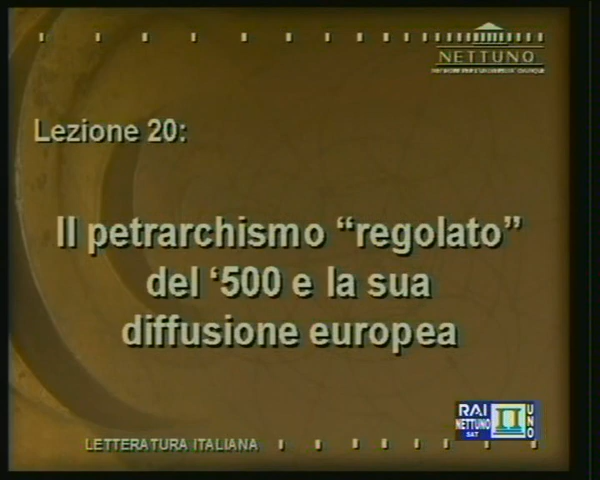 NETTUNO
Lezione 20:
Il petrarchismo “regolato”
del ‘500 e la sua
diffusione europea
RAI
NETTUNO
SAT
UNO
LETTERATURA ITALIANA